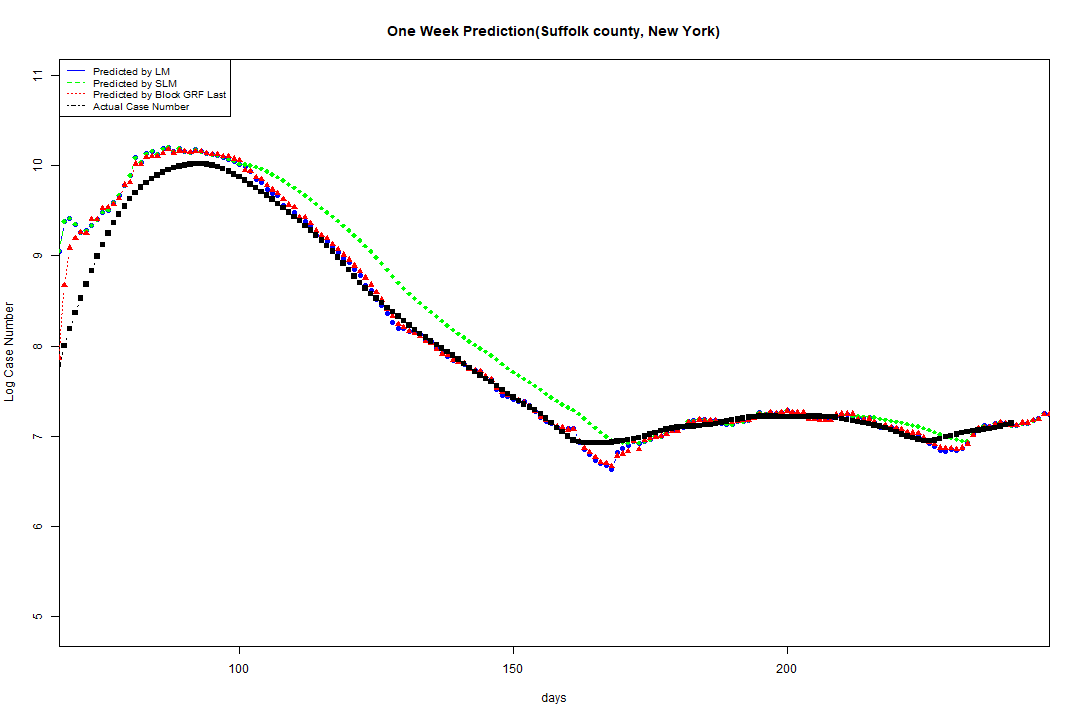 One Week Prediction(Suffolk county, New York)
Predicted by LM
Predicted by SLM
Predicted by Block GRF Last
Actual Case Number
Log Case Number
11
10
9
8
7
6
5
100
150
200
days